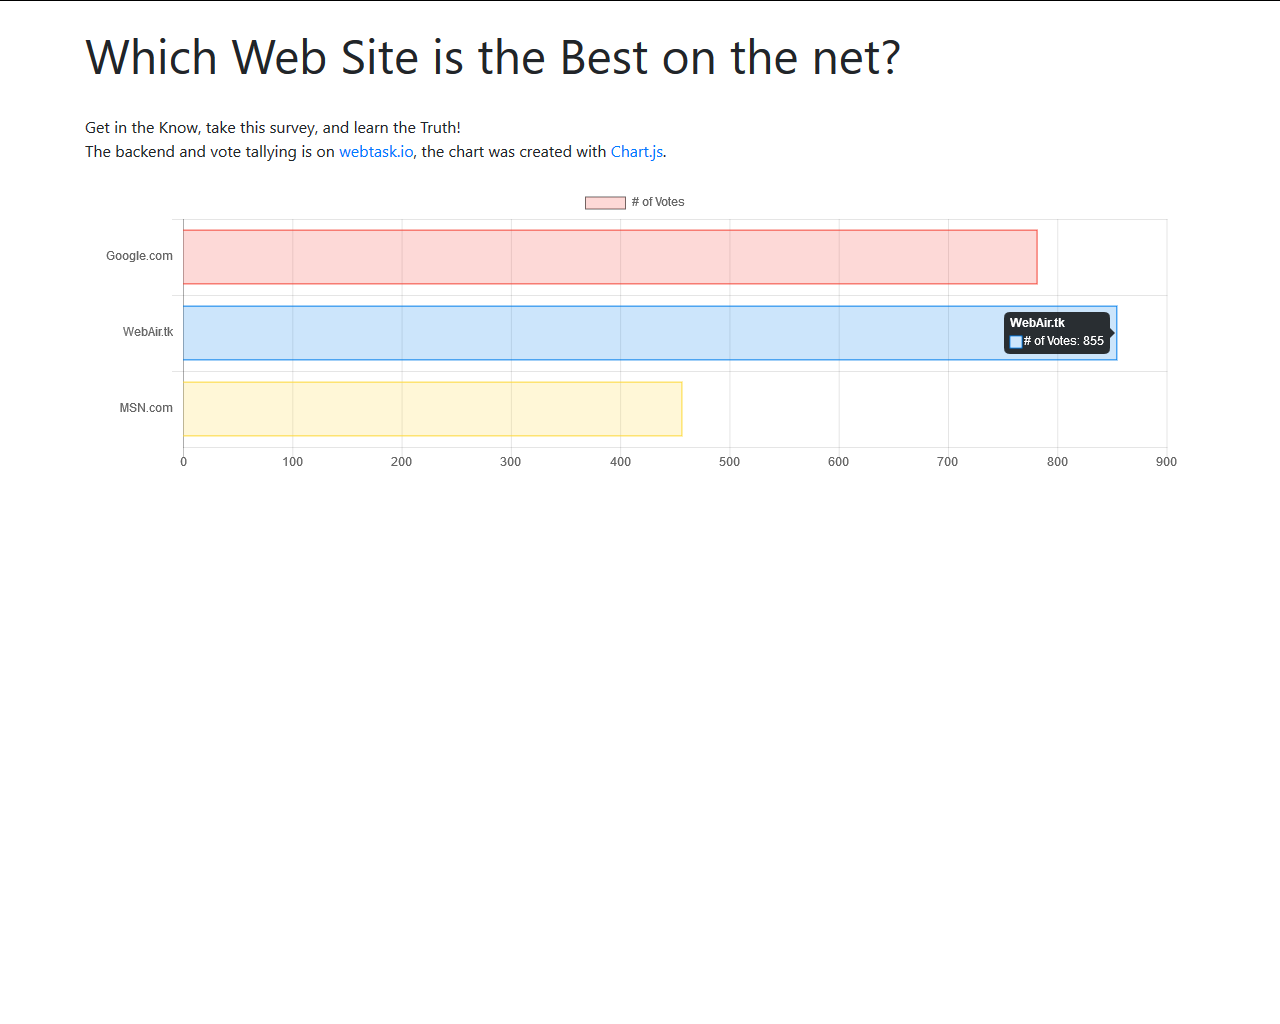 Which Web Site is the Best on the net?
Get in the Know, take this survey, and learn the Truth!
The backend and vote tallying is on webtask.io, the chart was created with Chart.js.
# of Votes
Google.com
WebAir.tk
WebAir.tk
# of Votes: 855
MSN.com
0 100 200 300 400 500 600 700 800 900